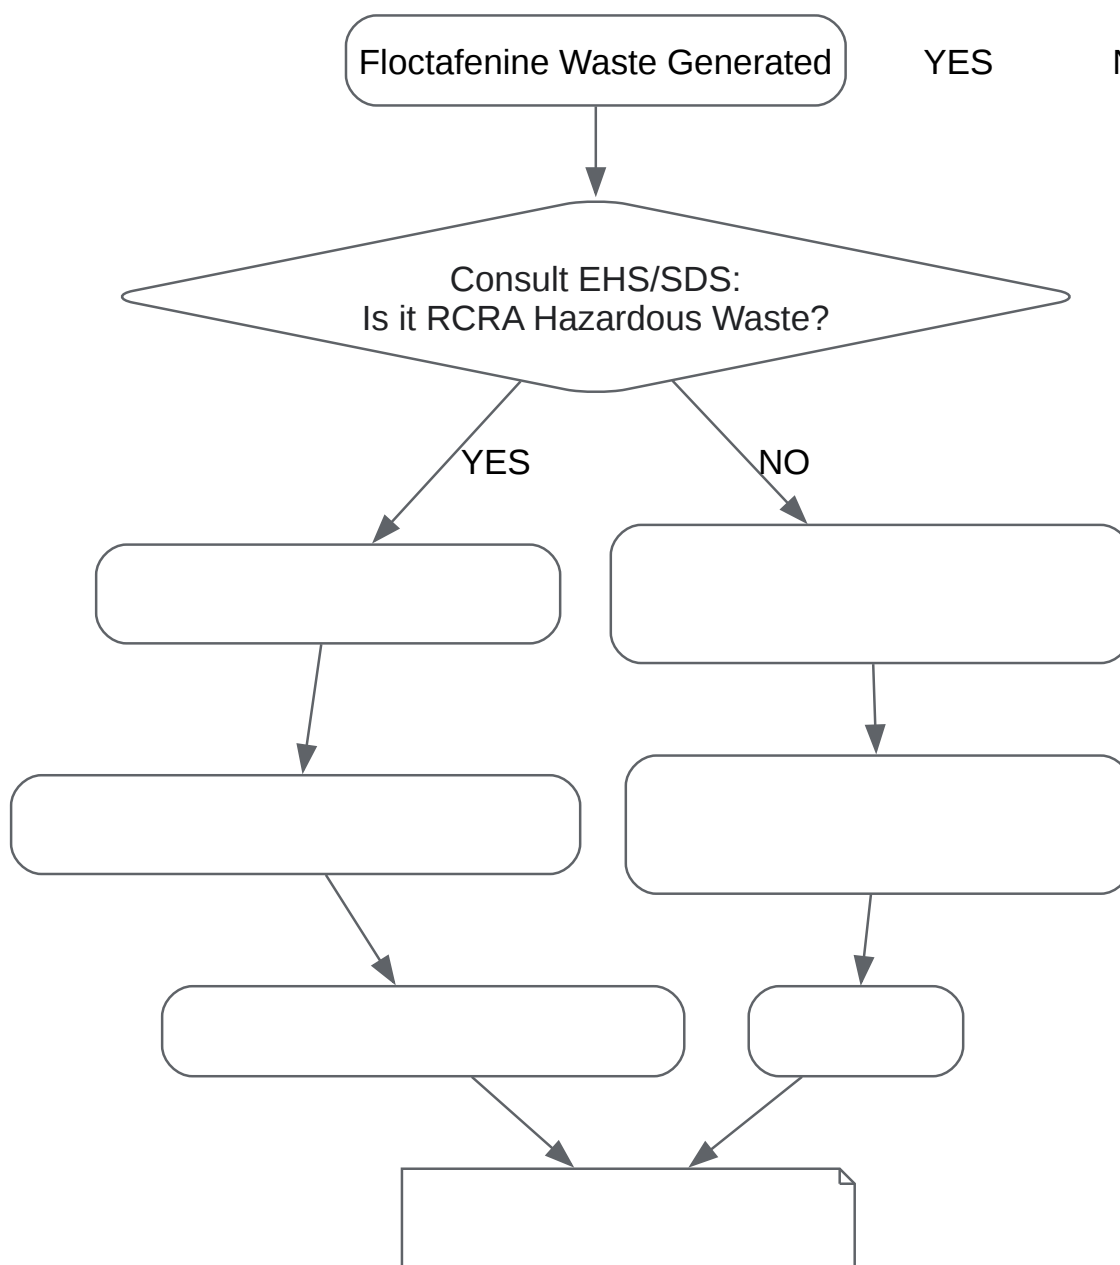 Floctafenine Waste Generated
YES
Consult EHS/SDS:
Is it RCRA Hazardous Waste?
YES
NO